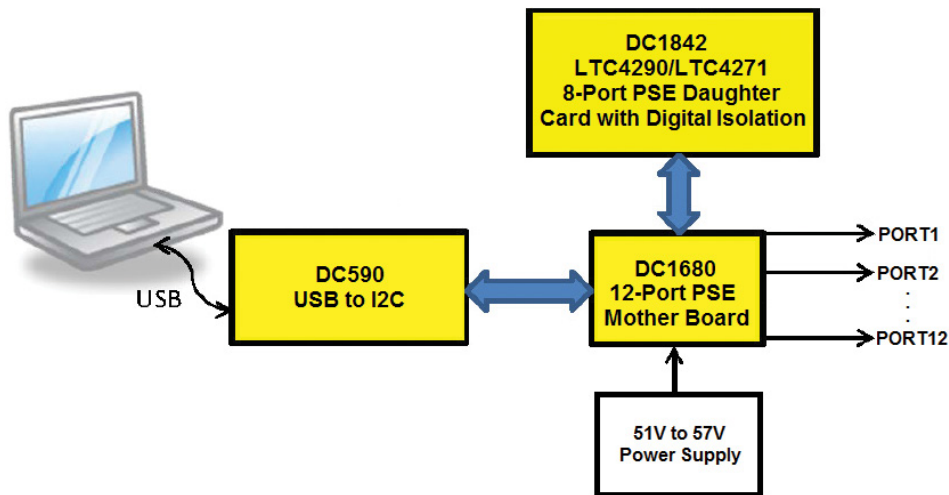 DC1842
LTC4290/LTC4271
8-Port PSE Daughter
Card with Digital Isolation
USB
DC590
USB to I2C
DC1680
12-Port PSE
Mother Board
PORT1
PORT2
.
.
.
PORT12
51V to 57V
Power Supply